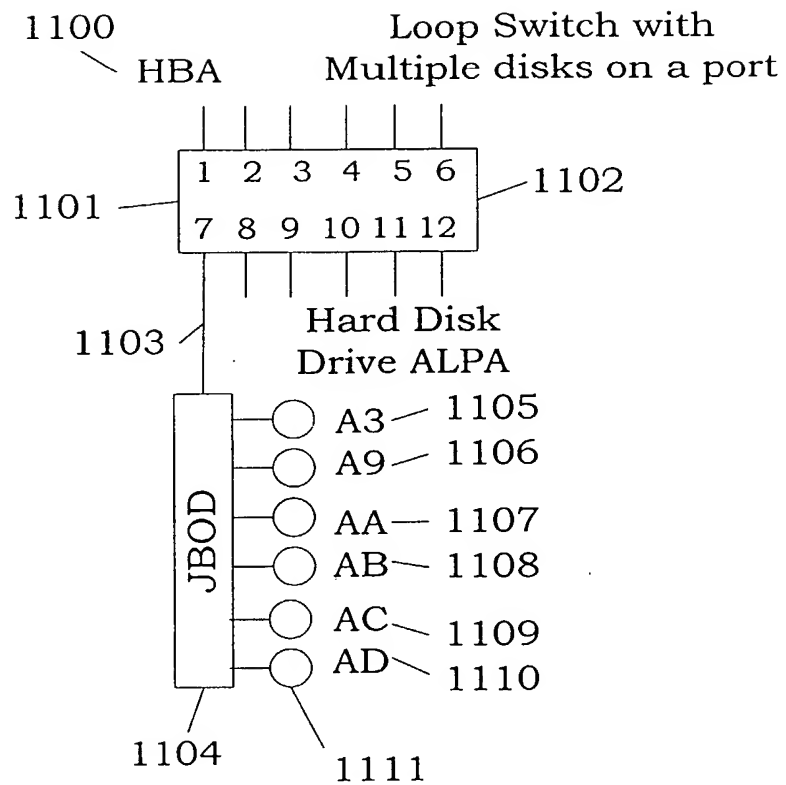 1100
HBA
Loop Switch with
Multiple disks on a port
1 2 3 4 5 6
1101
1102
7 8 9 10 11 12
1103
Hard Disk
Drive ALPA
JBOD
A3 1105
A9 1106
AA 1107
AB 1108
AC 1109
AD 1110
1104
1111